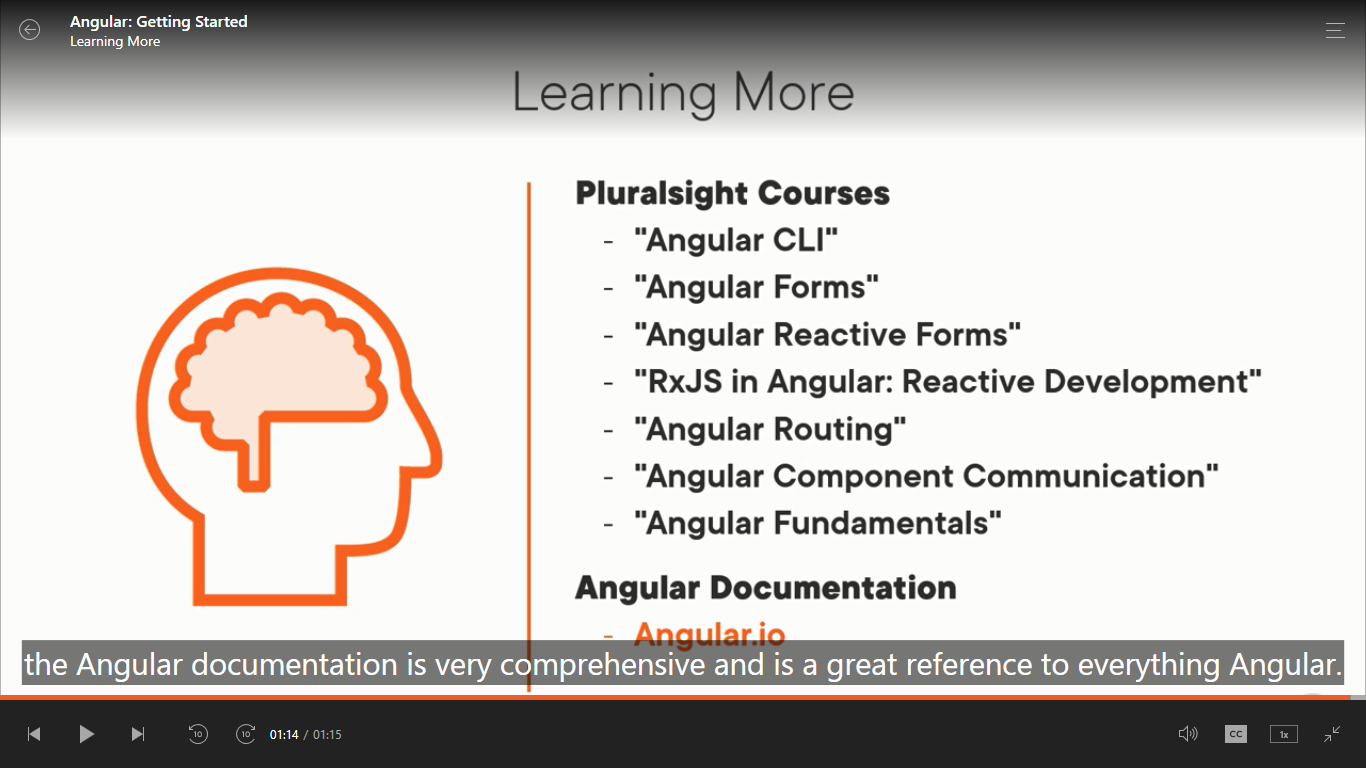 Angular: Getting Started
Learning More
Learning More
Pluralsight Courses
- "Angular CLI"
- "Angular Forms"
- "Angular Reactive Forms"
- "RxJS in Angular: Reactive Development"
- "Angular Routing"
- "Angular Component Communication"
- "Angular Fundamentals"
Angular Documentation
- Angular.io
the Angular documentation is very comprehensive and is a great reference to everything Angular.
10 10 01:14 / 01:15 CC 1x